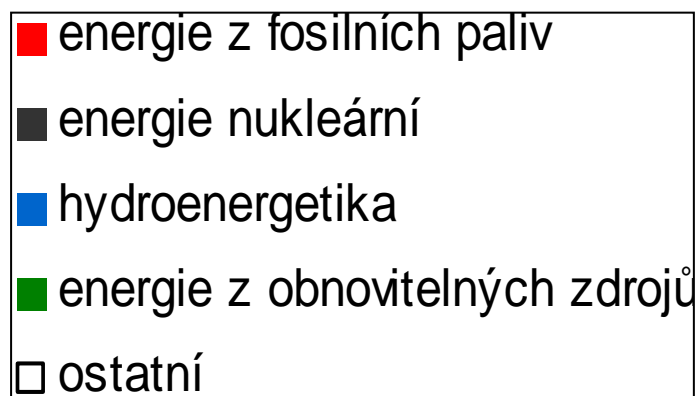 energie z fosilních paliv
energie nukleární
hydroenergetika
energie z obnovitelných zdrojů
ostatní